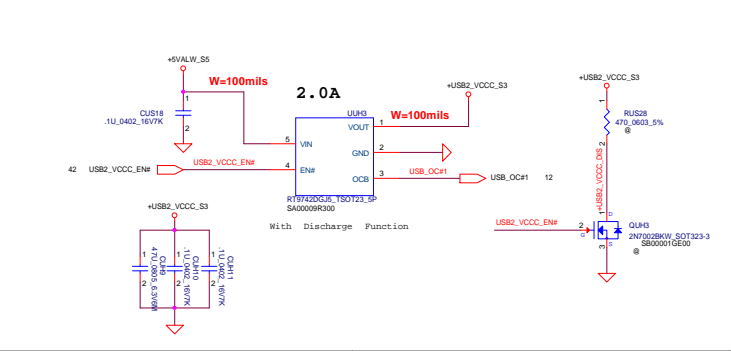 +5VALW_S5
W=100mils
1
CUS18
.1U_0402_16V7K
2
2.0A
UUH3
VOUT
1
W=100mils
+USB2_VCCC_S3
5
VIN
GND
2
42
USB2_VCCC_EN#
USB2_VCCC_EN#
4
EN#
OCB
3
USB_OC#1
USB_OC#1
12
RT9742DGJ5_TSOT23_5P
SA00009R300
With Discharge Function
+USB2_VCCC_S3
1
2
CUH9
4.7U_0805_6.3V6M
1
2
CUH10
.1U_0402_16V7K
1
2
CUH11
.1U_0402_16V7K
+USB2_VCCC_S3
1
RUS28
470_0603_5%
@
2
+USB2_VCCC_DIS
USB2_VCCC_EN#
2
G
1
D
S
3
QUH3
2N7002BKW_SOT323-3
SB00001GE00
@